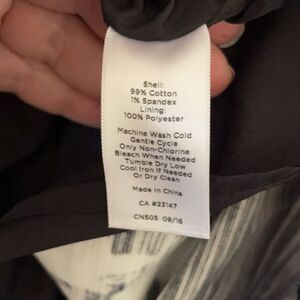 Shell:
99% Cotton
1% Spandex
Lining:
100% Polyester
Machine Wash Cold
Gentle Cycle
Only Non-Chlorine
Bleach When Needed
Tumble Dry Low
Cool Iron If Needed
Or Dry Clean
Made In China
CA #23147
CNS05 09/16